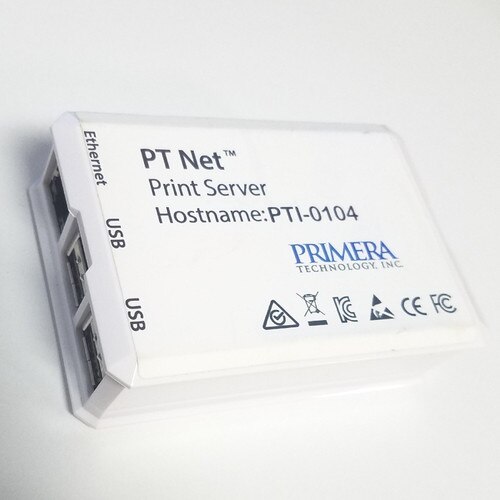 Ethernet
USB
USB
PT Net™
Print Server
Hostname:PTI-0104
PRIMERA
TECHNOLOGY, INC.
CE FC